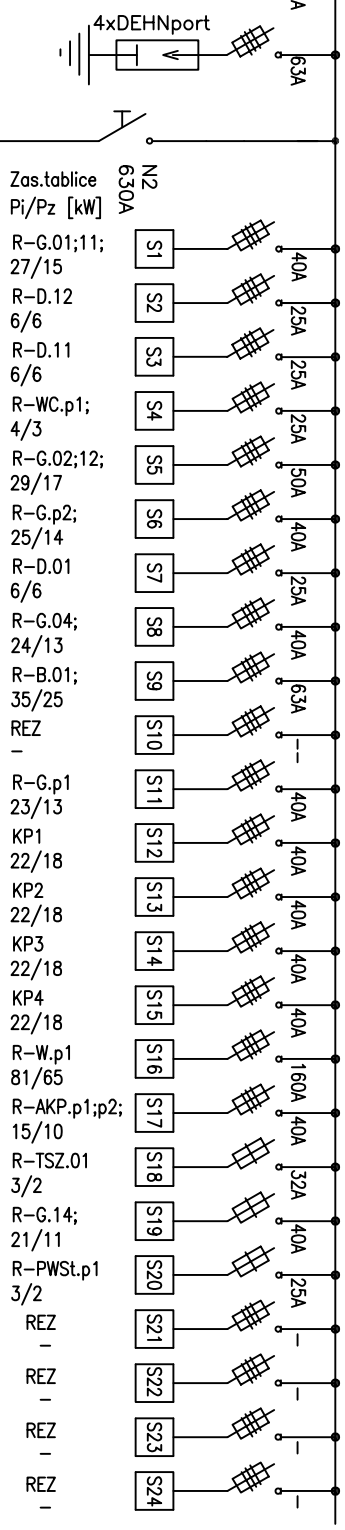 A
4xDEHNport
63A
N2
630A
Zas.tablice
Pi/Pz [kW]
R-G.01;11;
27/15
S1
40A
R-D.12
6/6
S2
25A
R-D.11
6/6
S3
25A
R-WC.p1;
4/3
S4
25A
R-G.02;12;
29/17
S5
50A
R-G.p2;
25/14
S6
40A
R-D.01
6/6
S7
25A
R-G.04;
24/13
S8
40A
R-B.01;
35/25
S9
63A
REZ
-
S10
--
R-G.p1
23/13
S11
40A
KP1
22/18
S12
40A
KP2
22/18
S13
40A
KP3
22/18
S14
40A
KP4
22/18
S15
40A
R-W.p1
81/65
S16
160A
R-AKP.p1;p2;
15/10
S17
40A
R-TSZ.01
3/2
S18
32A
R-G.14;
21/11
S19
40A
R-PWSt.p1
3/2
S20
25A
REZ
-
S21
-
REZ
-
S22
-
REZ
-
S23
-
REZ
-
S24
-